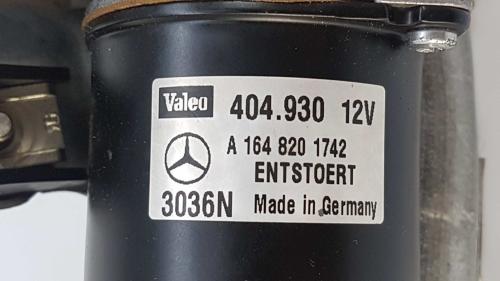 Valeo 404.930 12V
A 164 820 1742
ENTSTOERT
3036N Made in Germany